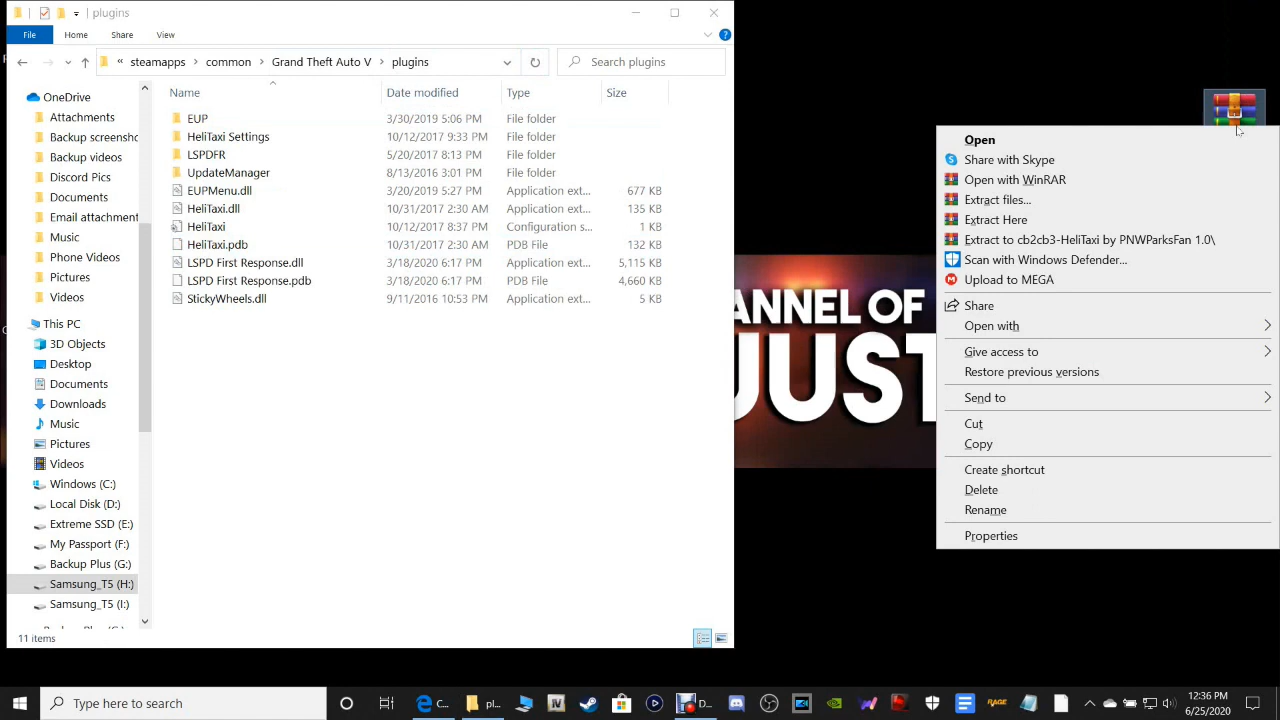 plugins
File Home Share View
« steamapps > common > Grand Theft Auto V > plugins
Search plugins
Name Date modified Type Size
OneDrive
Attachments
Backup screensho
Backup videos
Discord Pics
Documents
Email attachment
Music
Phone Videos
Pictures
Videos
This PC
3D Objects
Desktop
Documents
Downloads
Music
Pictures
Videos
Windows (C:)
Local Disk (D:)
Extreme SSD (E:)
My Passport (F:)
Backup Plus (G:)
Samsung_T5 (H:)
Samsung_T5 (I:)
EUP 3/30/2019 5:06 PM File folder
HeliTaxi Settings 10/12/2017 9:33 PM File folder
LSPDFR 5/20/2017 8:13 PM File folder
UpdateManager 8/13/2016 3:01 PM File folder
EUPMenu.dll 3/20/2019 5:27 PM Application ext... 677 KB
HeliTaxi.dll 10/31/2017 2:30 AM Application ext... 135 KB
HeliTaxi 10/12/2017 8:37 PM Configuration s... 1 KB
HeliTaxi.pdb 10/31/2017 2:30 AM PDB File 132 KB
LSPD First Response.dll 3/18/2020 6:17 PM Application ext... 5,115 KB
LSPD First Response.pdb 3/18/2020 6:17 PM PDB File 4,660 KB
StickyWheels.dll 9/11/2016 10:53 PM Application ext... 5 KB
11 items
ANNEL OF
JUST
Open
Share with Skype
Open with WinRAR
Extract files...
Extract Here
Extract to cb2cb3-HeliTaxi by PNWParksFan 1.0\
Scan with Windows Defender...
Upload to MEGA
Share
Open with
Give access to
Restore previous versions
Send to
Cut
Copy
Create shortcut
Delete
Rename
Properties
Type here to search
C...
pl...
IV
D...
RAGE
12:36 PM
6/25/2020